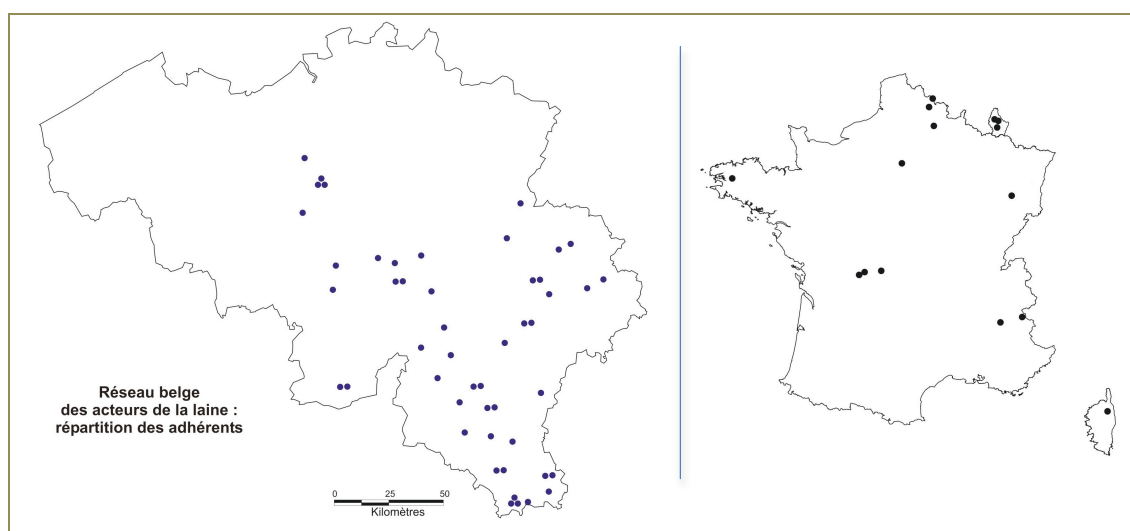 Réseau belge
des acteurs de la laine :
répartition des adhérents
0 25 50
Kilomètres